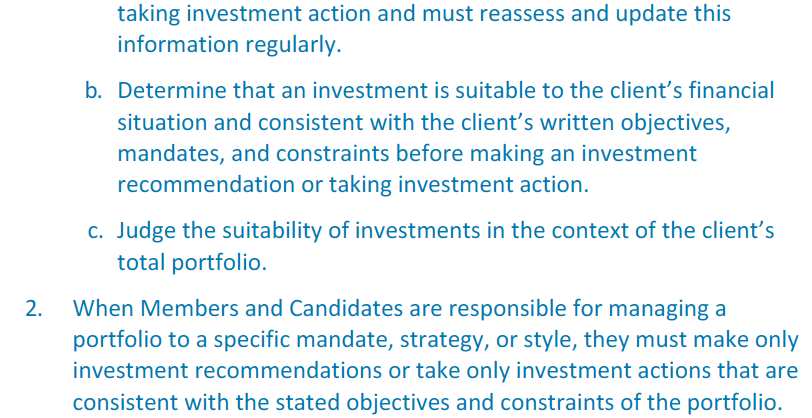 taking investment action and must reassess and update this
information regularly.
b. Determine that an investment is suitable to the client’s financial
situation and consistent with the client’s written objectives,
mandates, and constraints before making an investment
recommendation or taking investment action.
c. Judge the suitability of investments in the context of the client’s
total portfolio.
2. When Members and Candidates are responsible for managing a
portfolio to a specific mandate, strategy, or style, they must make only
investment recommendations or take only investment actions that are
consistent with the stated objectives and constraints of the portfolio.